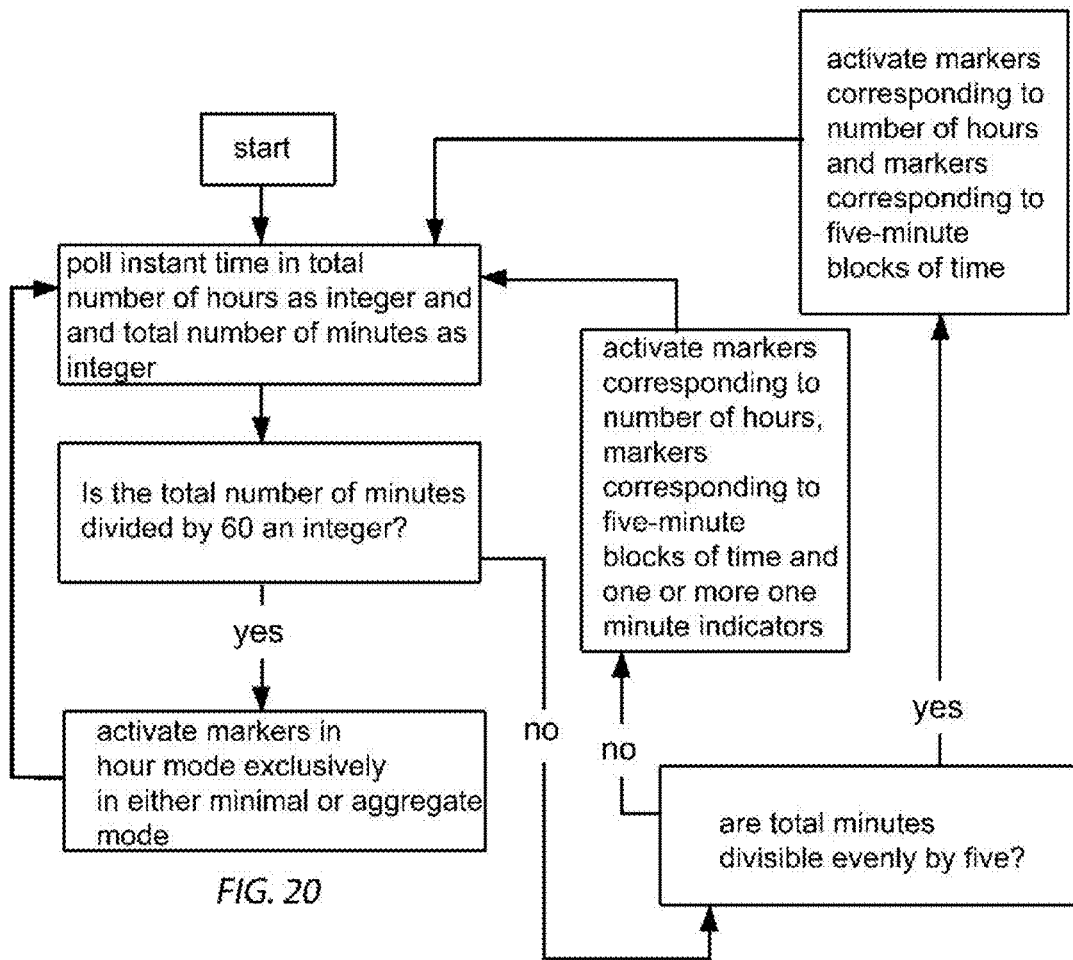 start
poll instant time in total
number of hours as integer and
and total number of minutes as
integer
Is the total number of minutes
divided by 60 an integer?
yes
activate markers in
hour mode exclusively
in either minimal or aggregate
mode
no
are total minutes
divisible evenly by five?
no
activate markers
corresponding to
number of hours,
markers
corresponding to
five-minute
blocks of time and
one or more one
minute indicators
yes
activate markers
corresponding to
number of hours
and markers
corresponding to
five-minute
blocks of time
FIG. 20